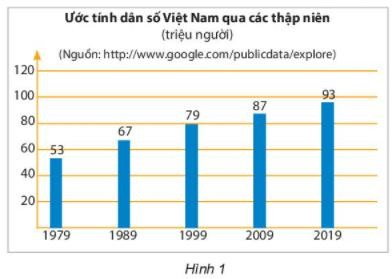 Ước tính dân số Việt Nam qua các thập niên
(triệu người)
(Nguồn: http://www.google.com/publicdata/explore)
120
100
80
60
40
20
53
67
79
87
93
1979 1989 1999 2009 2019
Hình 1